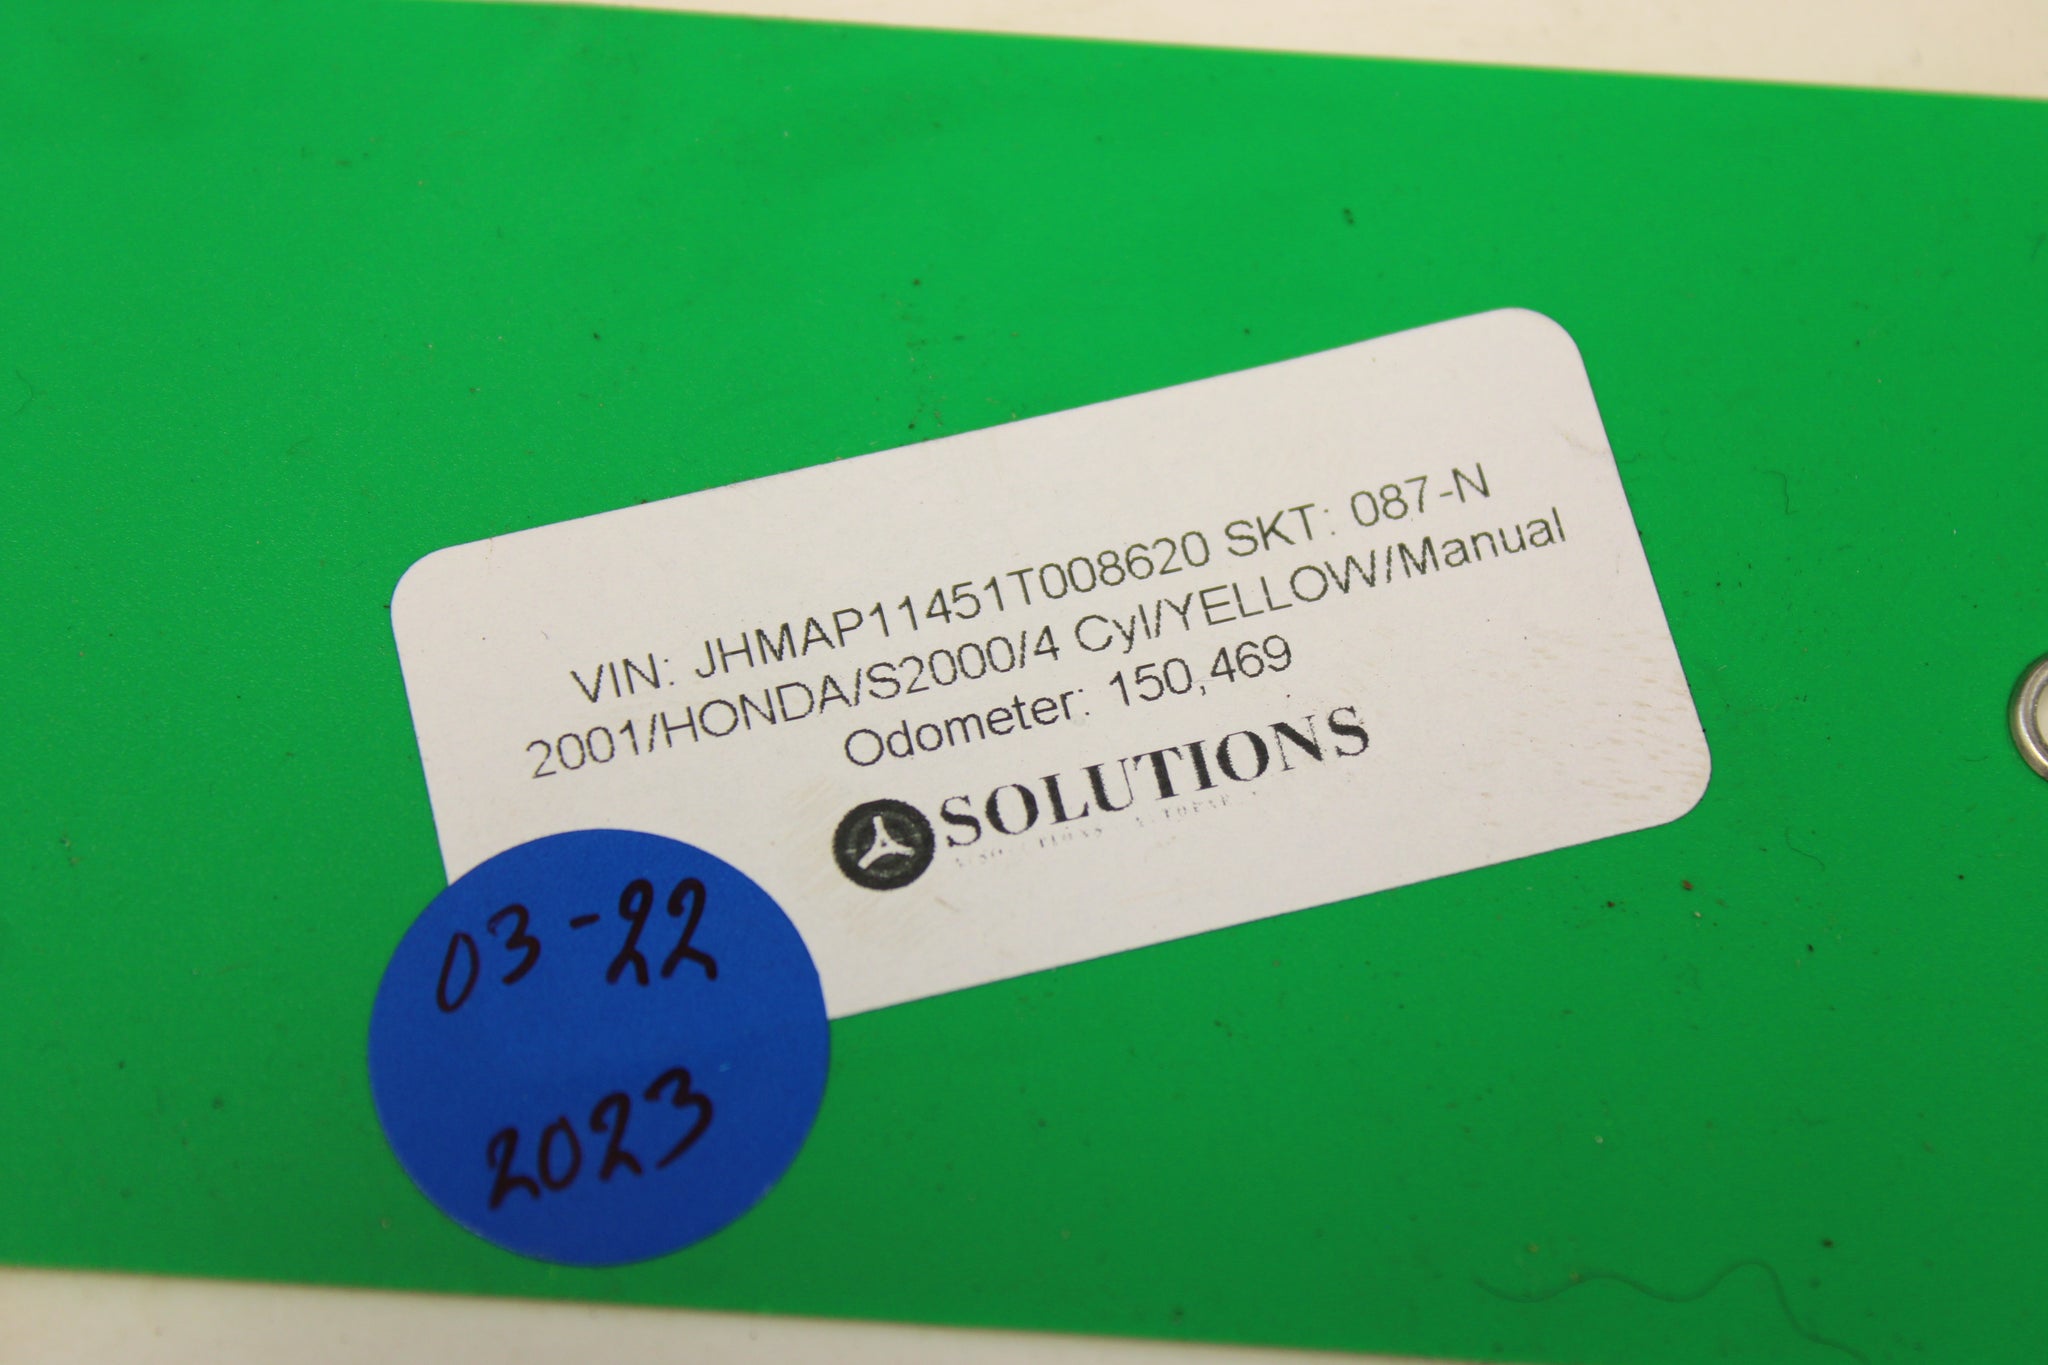 VIN: JHMAP11451T008620 SKT: 087-N
2001/HONDA/S2000/4 Cyl/YELLOW/Manual
Odometer: 150,469
SOLUTIONS
03-22
2023